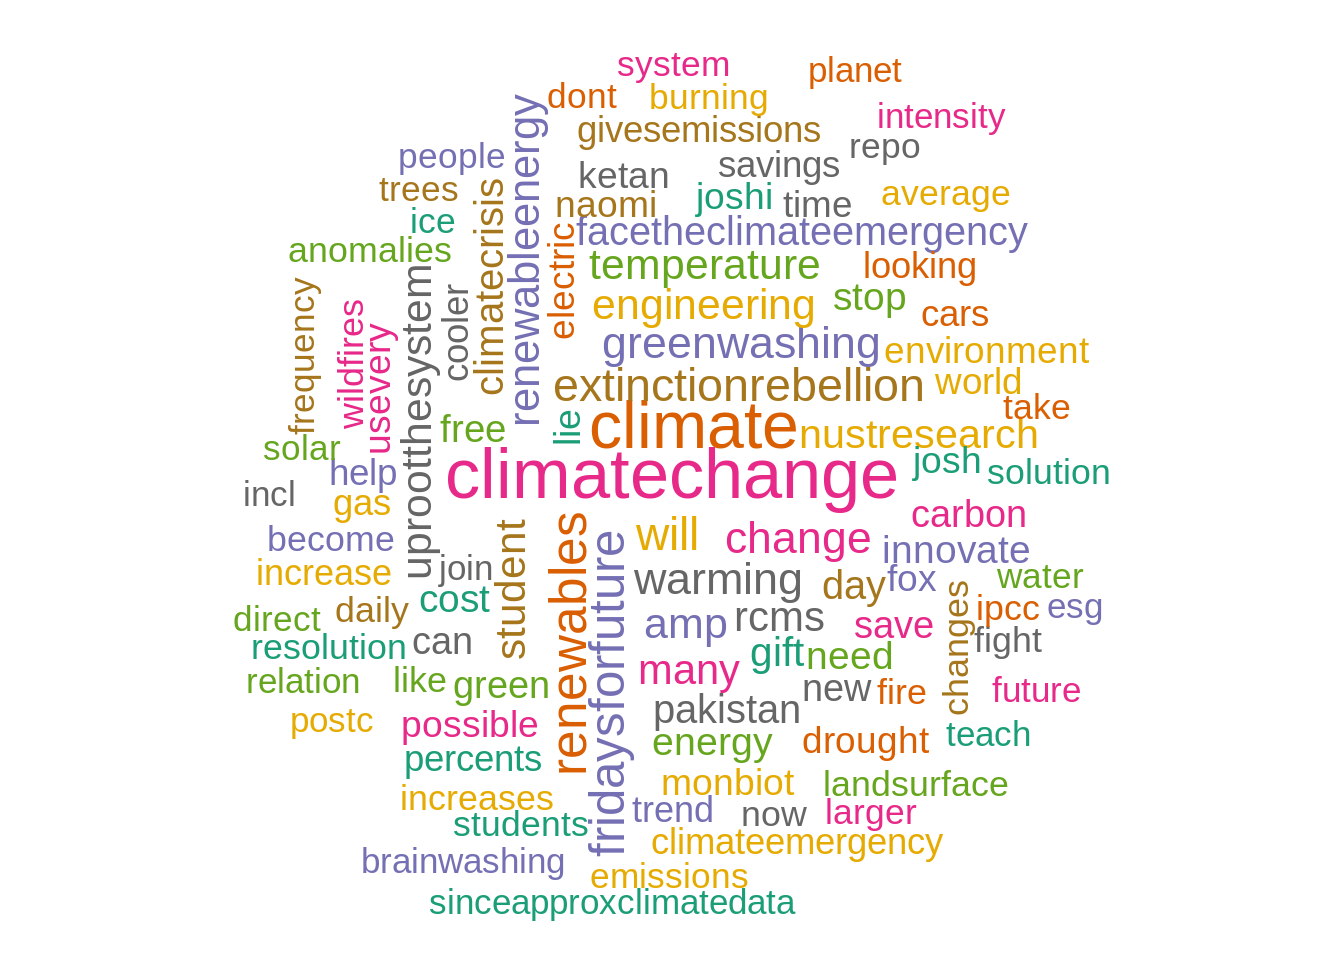 system
planet
dont
burning
intensity
givesemissions
repo
people
renewableenergy
savings
ketan
trees
joshi
time
average
naomi
ice
climatecrisis
facetheclimateemergency
anomalies
electric
temperature
looking
uprootthesystem
cooler
engineering
stop
frequency
wildfires
usevery
cars
greenwashing
environment
extinctionrebellion
world
take
free
lie
climate
nustresearch
solar
help
climatechange
josh
solution
incl
gas
carbon
become
student
renewables
fridaysforfuture
will
change
innovate
increase
join
warming
day
fox
water
direct
daily
cost
amp
rcms
save
changes
ipcc
esg
resolution
can
gift
need
fight
relation
like
green
many
new
fire
future
postc
possible
pakistan
percents
energy
drought
teach
increases
monbiot
landsurface
students
trend
now
larger
climateemergency
brainwashing
emissions
sinceapproxclimatedata